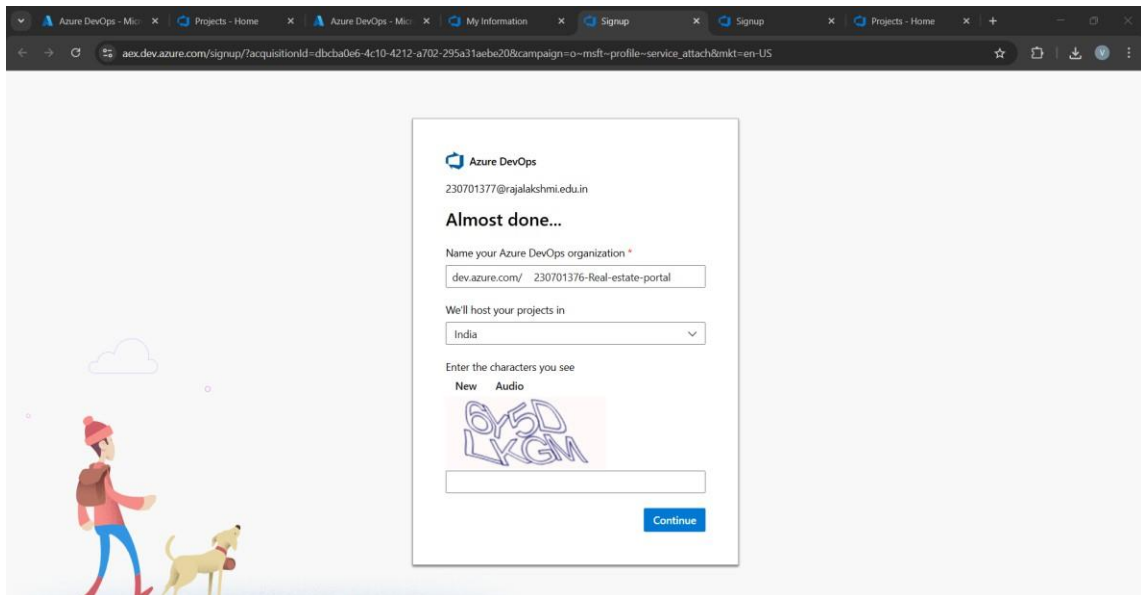 Azure DevOps - Mic
Projects - Home
Azure DevOps - Mic
My Information
Signup
Signup
Projects - Home
aex.dev.azure.com/signup/?acquisitionId=dbcba0e6-4c10-4212-a702-295a31aebe20&campaign=o~msft~profile~service_attach&mkt=en-US
V
Azure DevOps
230701377@rajalakshmi.edu.in
Almost done...
Name your Azure DevOps organization *
dev.azure.com/ 230701376-Real-estate-portal
We'll host your projects in
India
Enter the characters you see
New Audio
6Y5D
LKGM
Continue